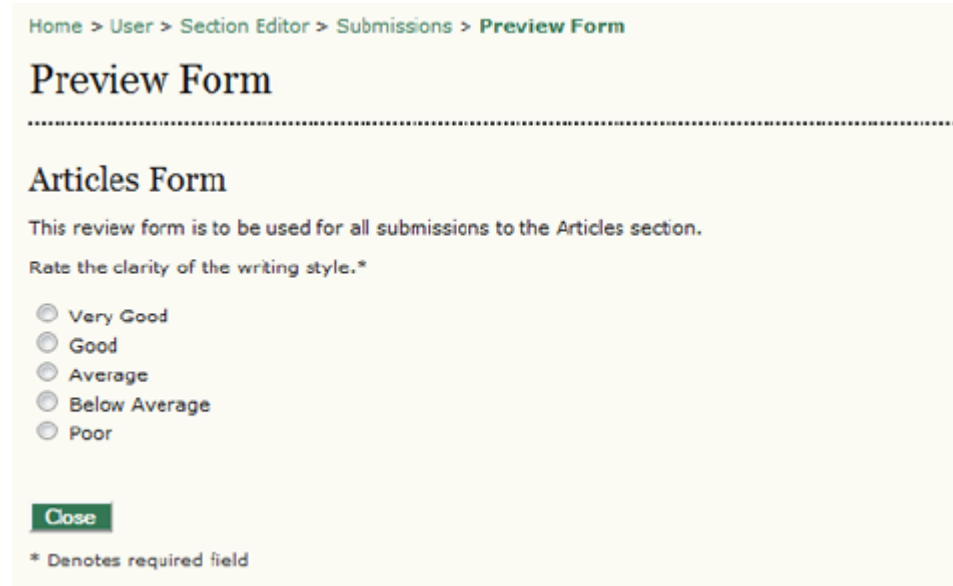 Home > User > Section Editor > Submissions > Preview Form
Preview Form
Articles Form
This review form is to be used for all submissions to the Articles section.
Rate the clarity of the writing style.*
Very Good
Good
Average
Below Average
Poor
Close
* Denotes required field